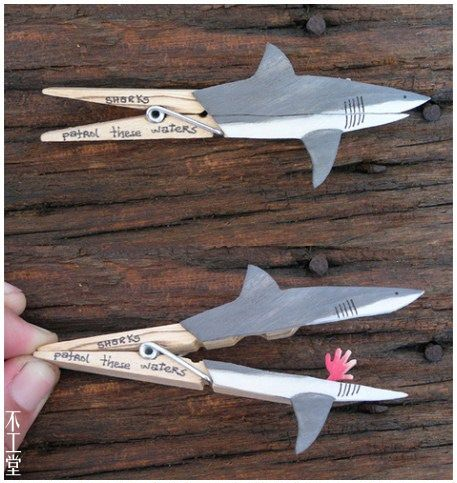 SHARKS
patrol these waters
SHARKS
patrol these waters
不工堂